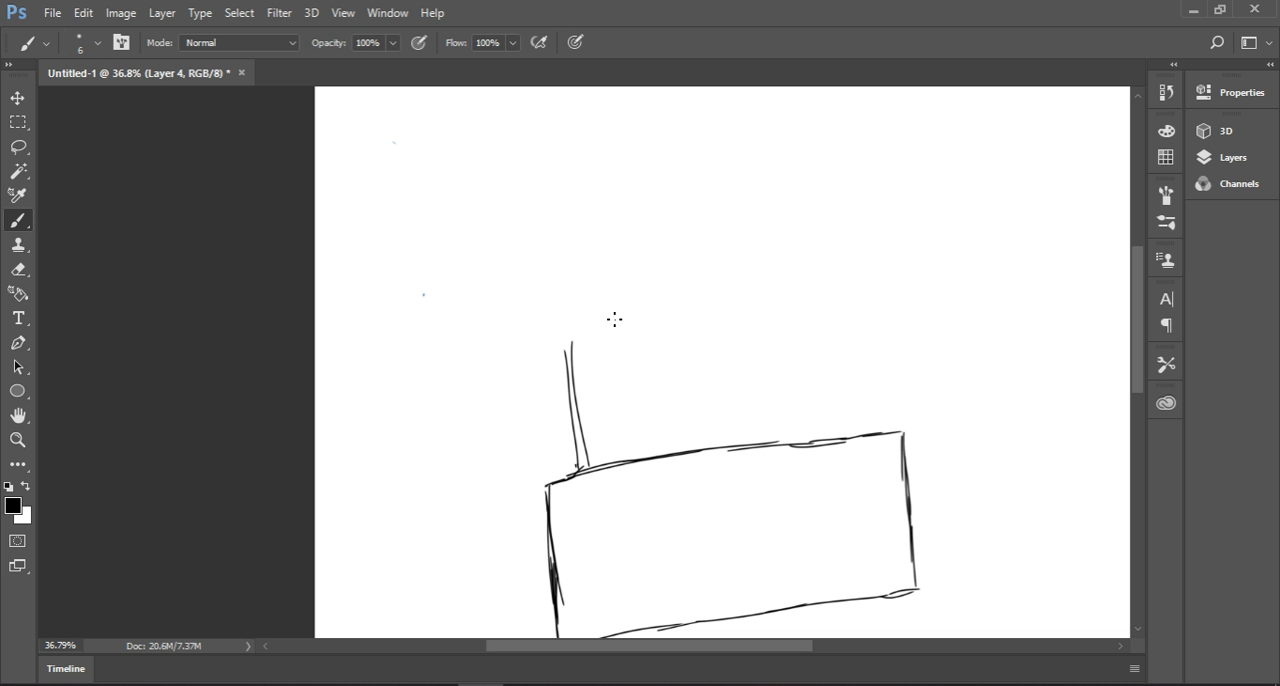 Ps File Edit Image Layer Type Select Filter 3D View Window Help
6 Mode: Normal Opacity: 100% Flow: 100%
Untitled-1 @ 36.8% (Layer 4, RGB/8) * ×
Properties
3D
Layers
Channels
36.79% Doc: 20.6M/7.37M
Timeline